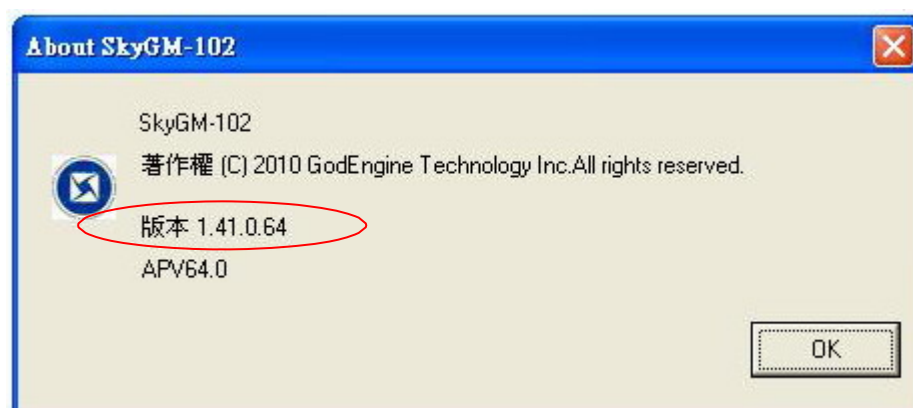 About SkyGM-102
SkyGM-102
著作權 (C) 2010 GodEngine Technology Inc.All rights reserved.
版本 1.41.0.64
APV64.0
OK